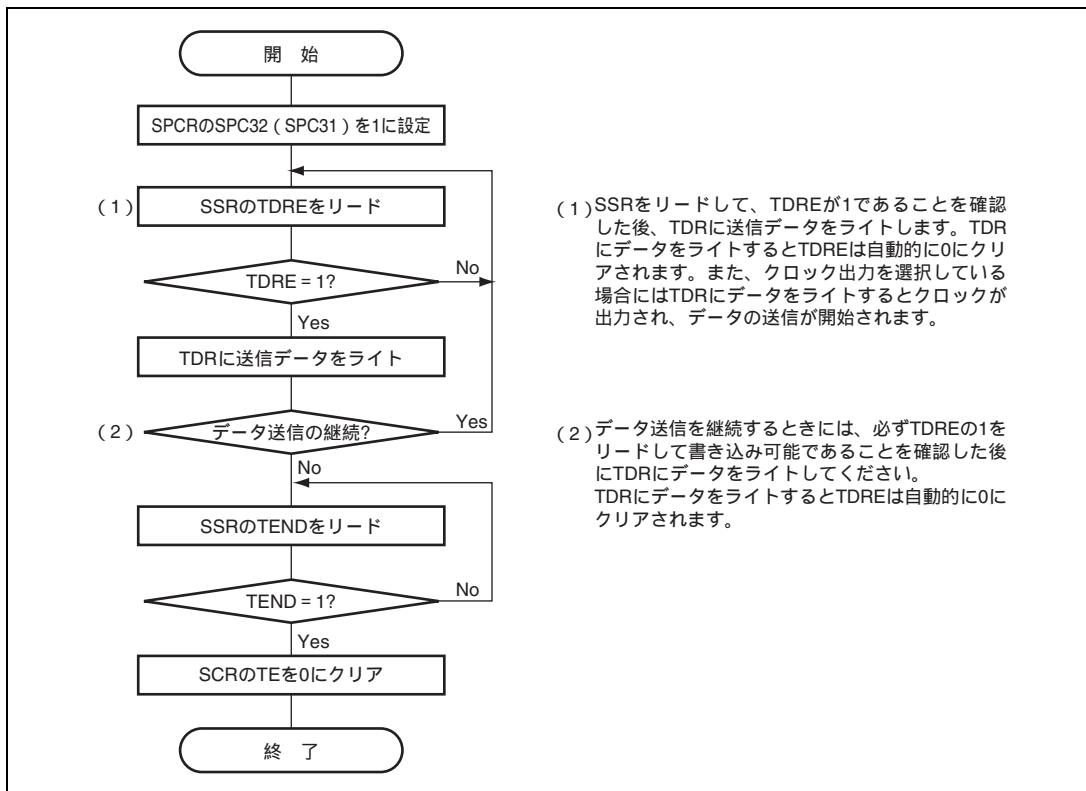 開 始
SPCRのSPC32(SPC31)を1に設定
(1) SSRのTDREをリード
TDRE = 1?
No
Yes
TDRに送信データをライト
(2) データ送信の継続?
Yes
No
SSRのTENDをリード
TEND = 1?
No
Yes
SCRのTEを0にクリア
終 了
(1)SSRをリードして、TDREが1であることを確認
した後、TDRに送信データをライトします。TDR
にデータをライトするとTDREは自動的に0にクリ
アされます。また、クロック出力を選択している
場合にはTDRにデータをライトするとクロックが
出力され、データの送信が開始されます。
(2)データ送信を継続するときには、必ずTDREの1を
リードして書き込み可能であることを確認した後
にTDRにデータをライトしてください。
TDRにデータをライトするとTDREは自動的に0に
クリアされます。